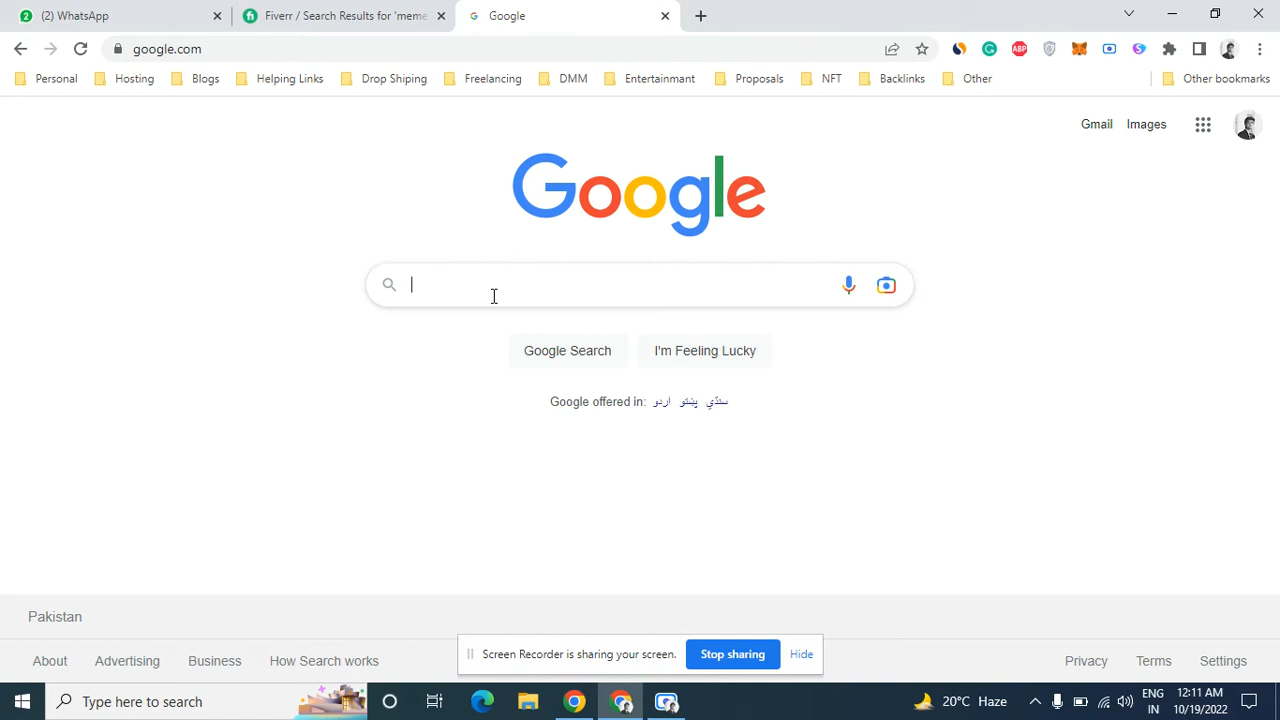 2 (2) WhatsApp
fi Fiverr / Search Results for 'meme
G Google
google.com
ABP
Personal Hosting Blogs Helping Links Drop Shiping Freelancing DMM Entertainmant Proposals NFT Backlinks Other Other bookmarks
Gmail Images
Google
Google Search I'm Feeling Lucky
Google offered in: اردو پښتو سنڌي
Pakistan
Screen Recorder is sharing your screen. Stop sharing Hide
About Advertising Business How Search works Privacy Terms Settings
Type here to search
20°C Haze
ENG
IN
12:11 AM
10/19/2022